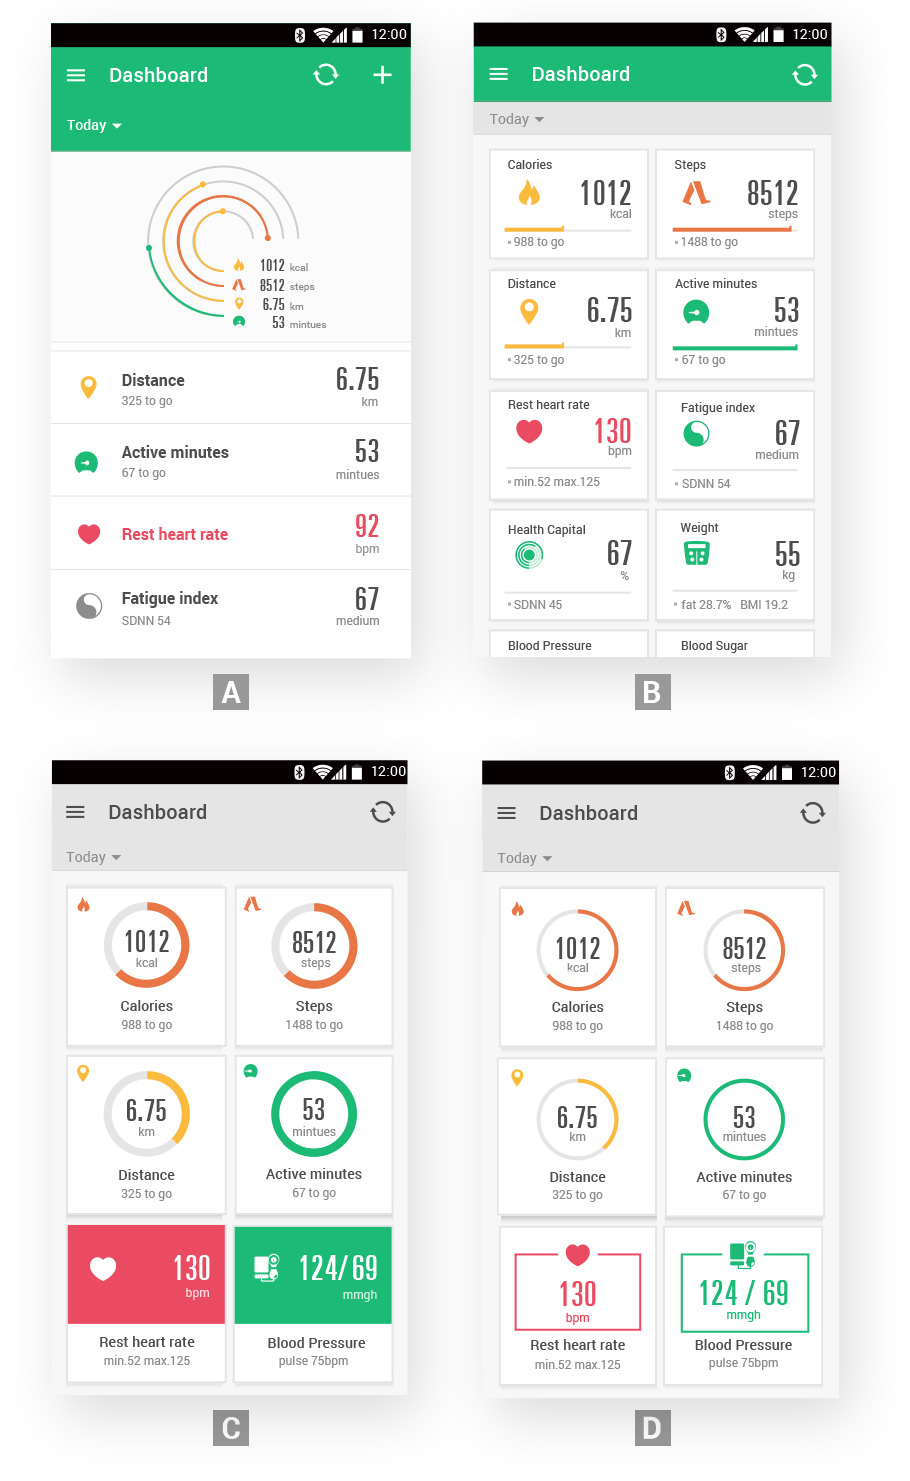 12:00
Dashboard
Today
1012 kcal
8512 steps
6.75 km
53 mintues
Distance
325 to go
6.75
km
Active minutes
67 to go
53
mintues
Rest heart rate
92
bpm
Fatigue index
SDNN 54
67
medium
A
12:00
Dashboard
Today
Calories
1012
kcal
988 to go
Steps
8512
steps
1488 to go
Distance
6.75
km
325 to go
Active minutes
53
mintues
67 to go
Rest heart rate
130
bpm
min.52 max.125
Fatigue index
67
medium
SDNN 54
Health Capital
67
%
SDNN 45
Weight
55
kg
fat 28.7% BMI 19.2
Blood Pressure
Blood Sugar
B
12:00
Dashboard
Today
1012
kcal
Calories
988 to go
8512
steps
Steps
1488 to go
6.75
km
Distance
325 to go
53
mintues
Active minutes
67 to go
130
bpm
Rest heart rate
min.52 max.125
124/69
mmgh
Blood Pressure
pulse 75bpm
C
12:00
Dashboard
Today
1012
kcal
Calories
988 to go
8512
steps
Steps
1488 to go
6.75
km
Distance
325 to go
53
mintues
Active minutes
67 to go
130
bpm
Rest heart rate
min.52 max.125
124 / 69
mmgh
Blood Pressure
pulse 75bpm
D